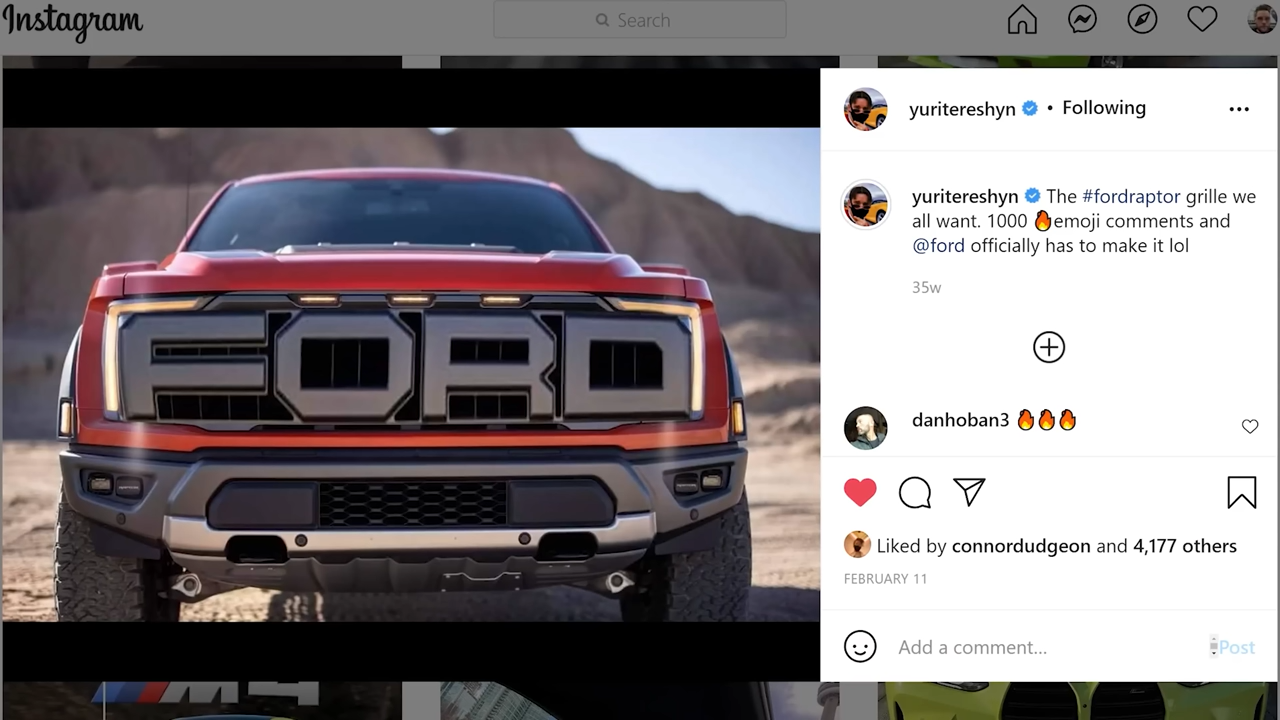 Instagram
Search
yuritereshyn • Following
FORD
yuritereshyn The #fordraptor grille we
all want. 1000 🔥emoji comments and
@ford officially has to make it lol
35w
danhoban3 🔥🔥🔥
Liked by connordudgeon and 4,177 others
FEBRUARY 11
Add a comment...
Post
M4